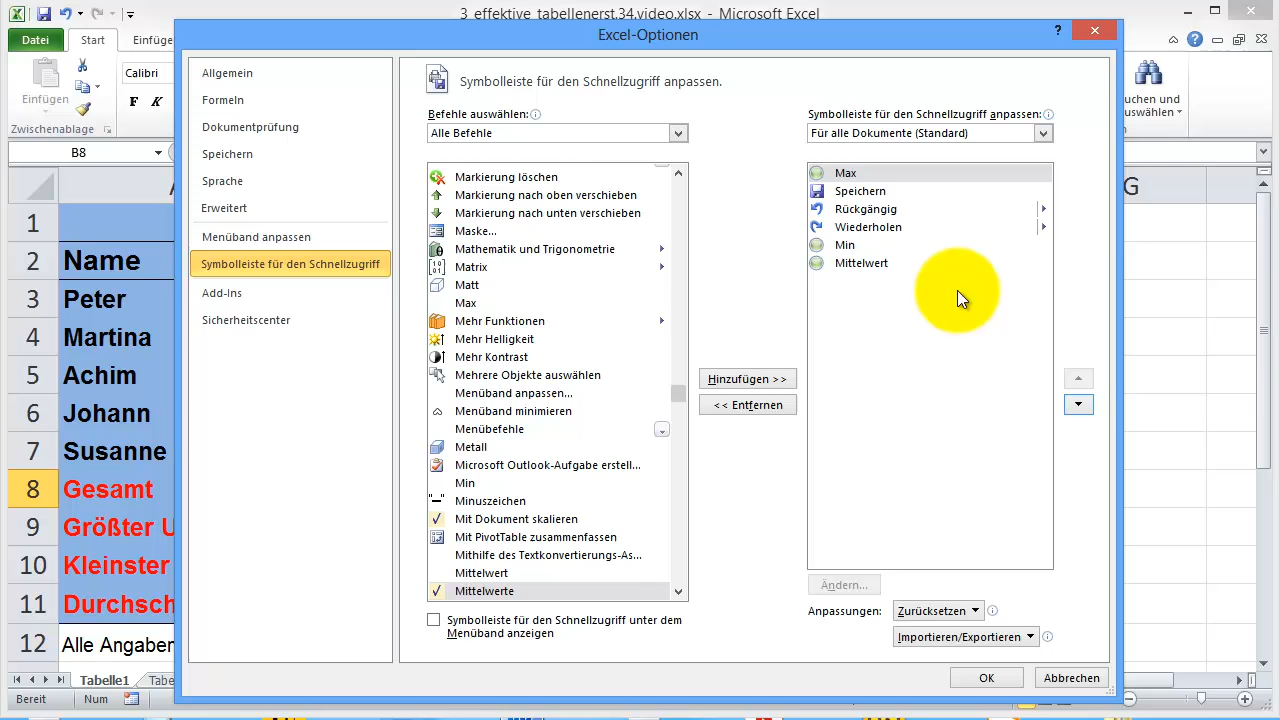 3_effektive_tabellenerst.34.video.xlsx - Microsoft Excel
Datei
Start
Einfüge
Excel-Optionen
?
Einfügen
Calibri
F K
Zwischenablage
uchen und
uswählen
B8
G
1
2 Name
3 Peter
4 Martina
5 Achim
6 Johann
7 Susanne
8 Gesamt
9 Größter U
10 Kleinster
11 Durchsch
12 Alle Angaben
Tabelle1
Tabe
Bereit
Num
Allgemein
Formeln
Dokumentprüfung
Speichern
Sprache
Erweitert
Menüband anpassen
Symbolleiste für den Schnellzugriff
Add-Ins
Sicherheitscenter
Symbolleiste für den Schnellzugriff anpassen.
Befehle auswählen:
Alle Befehle
Markierung löschen
Markierung nach oben verschieben
Markierung nach unten verschieben
Maske...
Mathematik und Trigonometrie
Matrix
Matt
Max
Mehr Funktionen
Mehr Helligkeit
Mehr Kontrast
Mehrere Objekte auswählen
Menüband anpassen...
Menüband minimieren
Menübefehle
Metall
Microsoft Outlook-Aufgabe erstell...
Min
Minuszeichen
Mit Dokument skalieren
Mit PivotTable zusammenfassen
Mithilfe des Textkonvertierungs-As...
Mittelwert
Mittelwerte
Symbolleiste für den Schnellzugriff unter dem
Menüband anzeigen
Hinzufügen >>
<< Entfernen
Symbolleiste für den Schnellzugriff anpassen:
Für alle Dokumente (Standard)
Max
Speichern
Rückgängig
Wiederholen
Min
Mittelwert
Ändern...
Anpassungen:
Zurücksetzen
Importieren/Exportieren
OK
Abbrechen